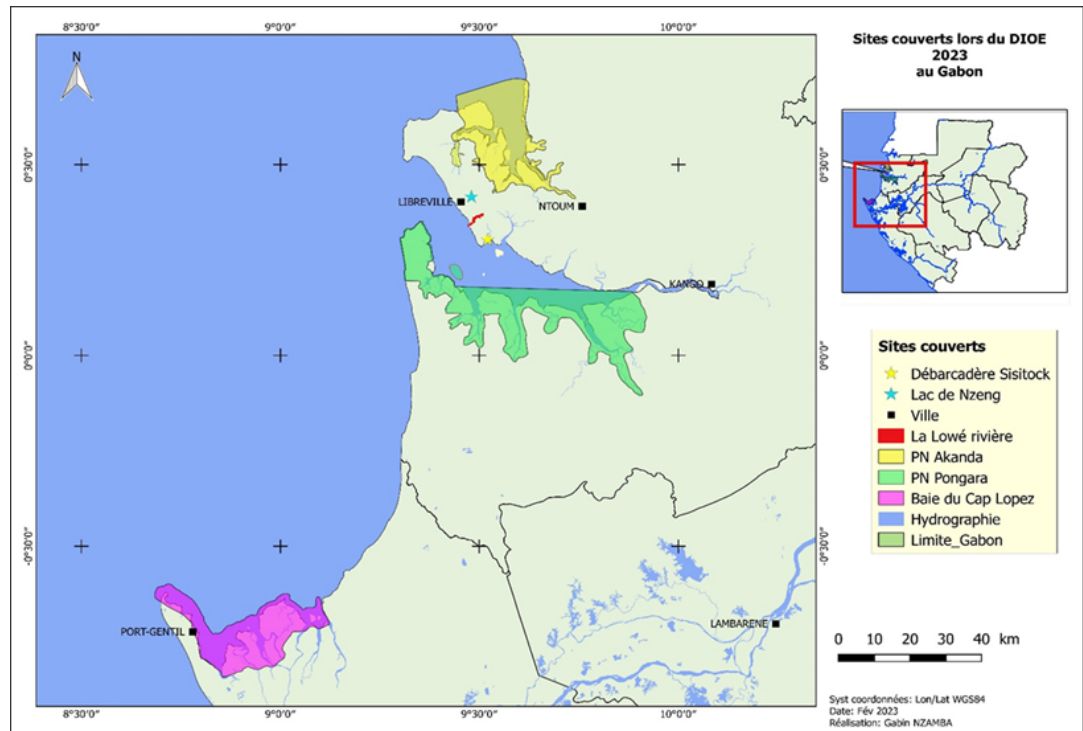 8°30'0" 9°0'0" 9°30'0" 10°0'0"
N
0°30'0" 0°30'0"
LIBREVILLE
NTOUM
KANGO
0°0'0" 0°0'0"
-0°30'0" -0°30'0"
PORT-GENTIL
LAMBARENE
8°30'0" 9°0'0" 9°30'0" 10°0'0"
Sites couverts lors du DIOE
2023
au Gabon
Sites couverts
Débarcadère Sisitock
Lac de Nzeng
Ville
La Lowé rivière
PN Akanda
PN Pongara
Baie du Cap Lopez
Hydrographie
Limite_Gabon
0 10 20 30 40 km
Syst coordonnées: Lon/Lat WGS84
Date: Fév 2023
Réalisation: Gabin NZAMBA